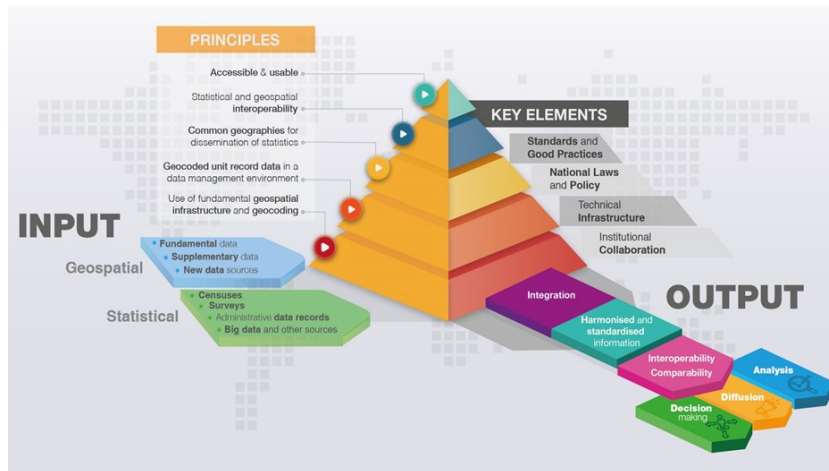 PRINCIPLES
Accessible & usable
Statistical and geospatial
interoperability
Common geographies for
dissemination of statistics
Geocoded unit record data in a
data management environment
Use of fundamental geospatial
infrastructure and geocoding
KEY ELEMENTS
Standards and
Good Practices
National Laws
and Policy
Technical
Infrastructure
Institutional
Collaboration
INPUT
Geospatial
Fundamental data
Supplementary data
New data sources
Statistical
Censuses
Surveys
Administrative data records
Big data and other sources
OUTPUT
Integration
Harmonised and
standardised
information
Interoperability
Comparability
Analysis
Diffusion
Decision
making